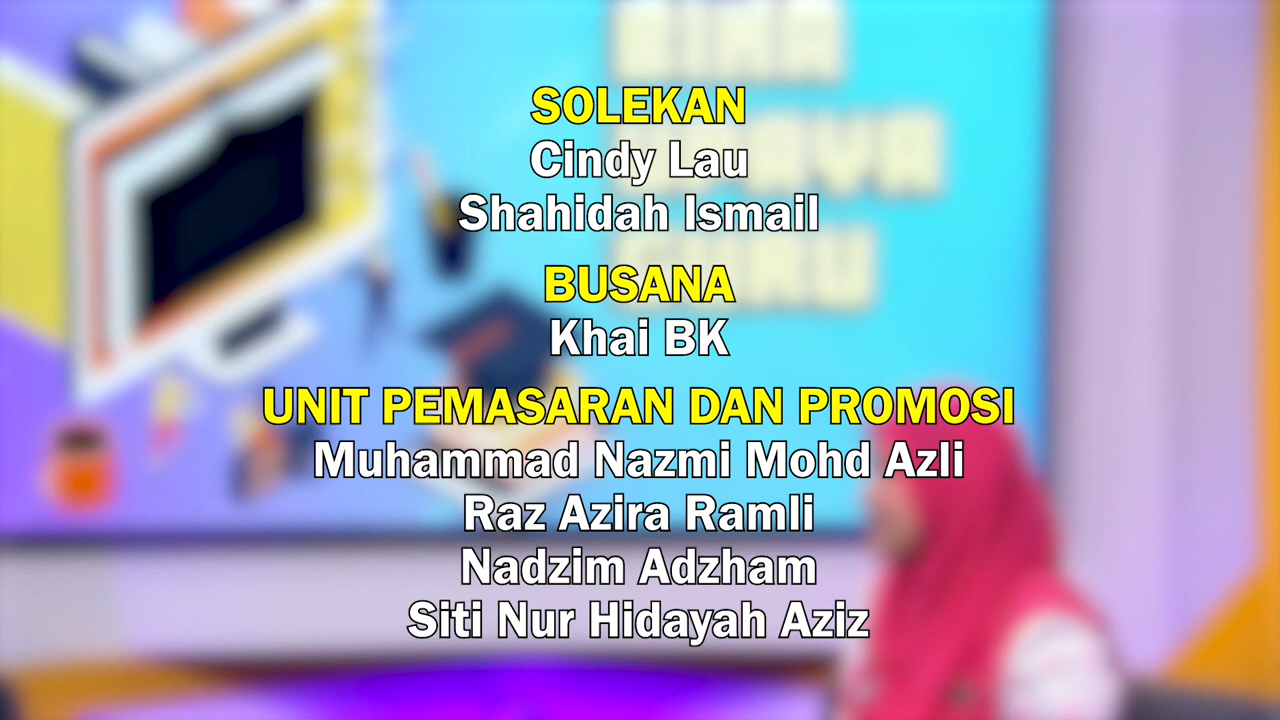 SOLEKAN
Cindy Lau
Shahidah Ismail
BUSANA
Khai BK
UNIT PEMASARAN DAN PROMOSI
Muhammad Nazmi Mohd Azli
Raz Azira Ramli
Nadzim Adzham
Siti Nur Hidayah Aziz